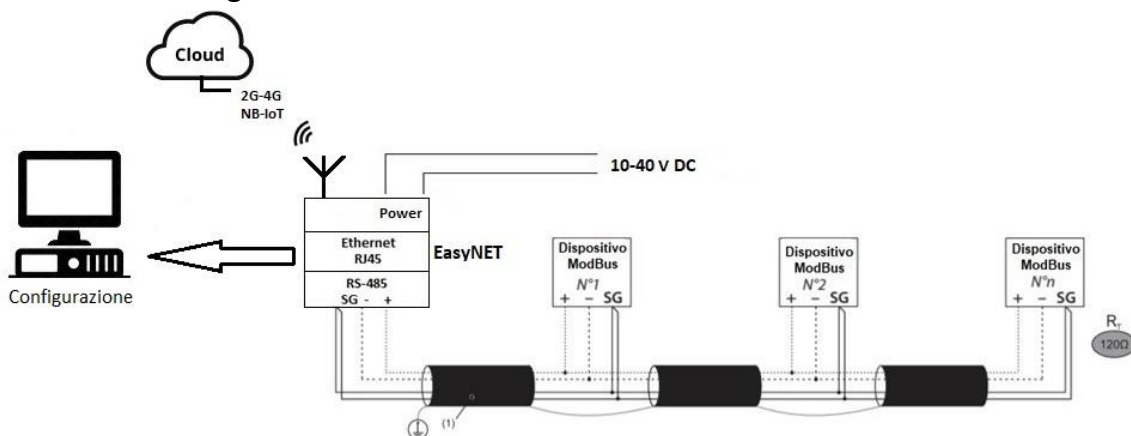 Cloud
2G-4G
NB-IoT
10-40 V DC
Power
Ethernet
RJ45
EasyNET
RS-485
SG - +
Configurazione
Dispositivo
ModBus
N°1
+ − SG
Dispositivo
ModBus
N°2
+ − SG
Dispositivo
ModBus
N°n
+ − SG
RT
120Ω
(1)